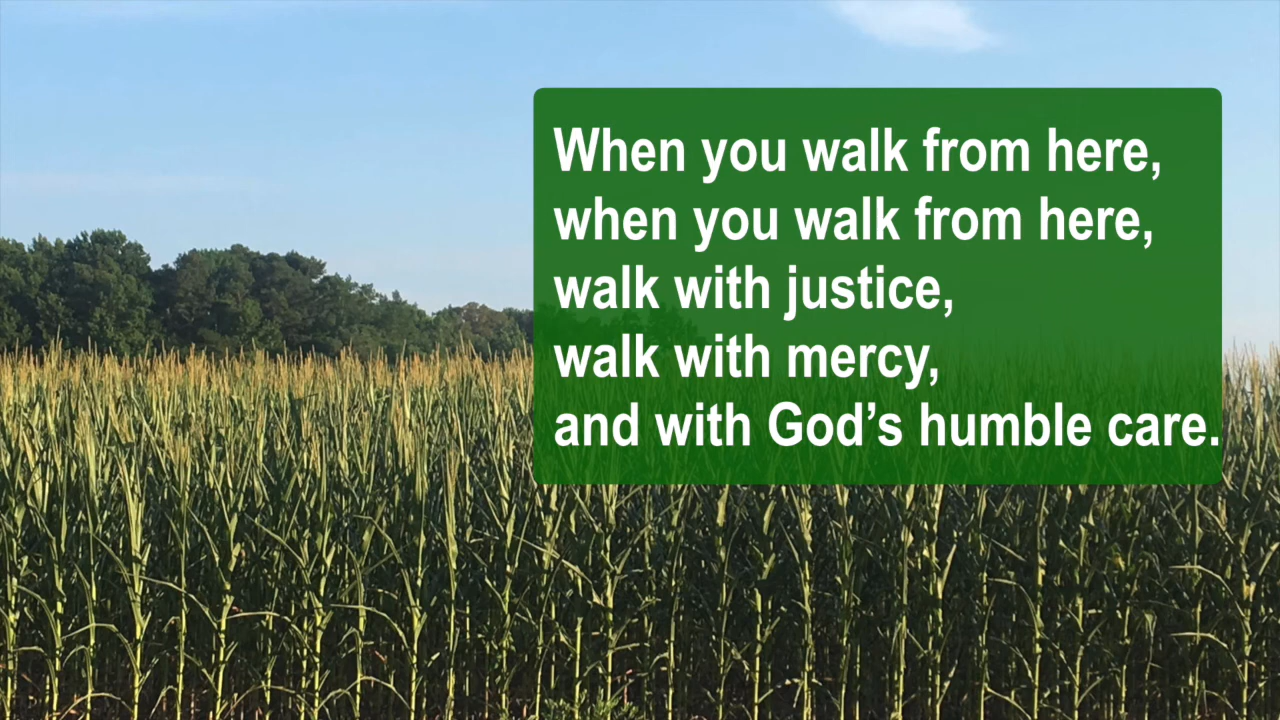 When you walk from here,
when you walk from here,
walk with justice,
walk with mercy,
and with God’s humble care.